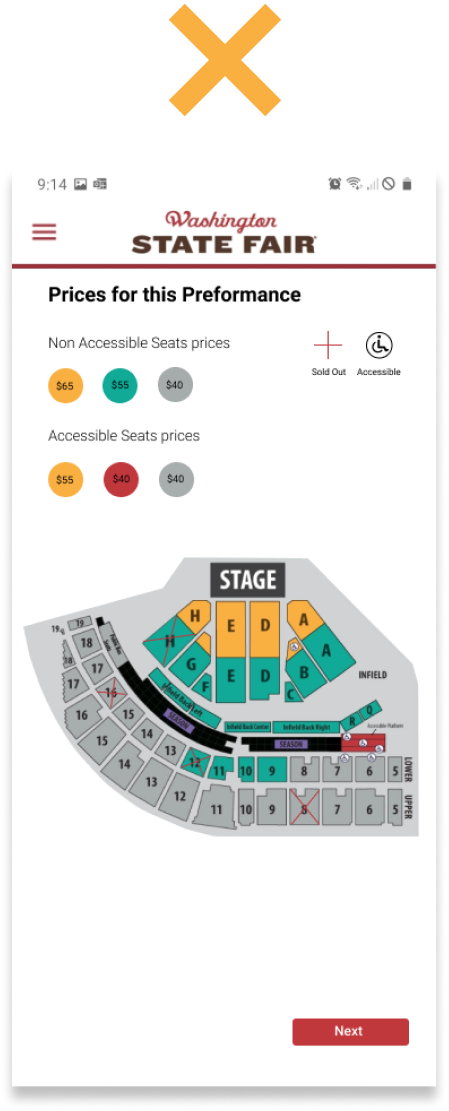 9:14
Washington
STATE FAIR
Prices for this Preformance
Non Accessible Seats prices
$65 $55 $40
Sold Out Accessible
Accessible Seats prices
$55 $40 $40
STAGE
H E D A
H A
G E D B
F C
INFIELD
19 19
18
18 17
17 16
16 15
15 14
14 13
13 12
12 11
Infield Back Left
SEASON
Infield Back Center Infield Back Right
SEASON
R Q
Accessible Platform
11 10 9 8 7 6 5 LOWER
10 9 8 7 6 5 UPPER
Next